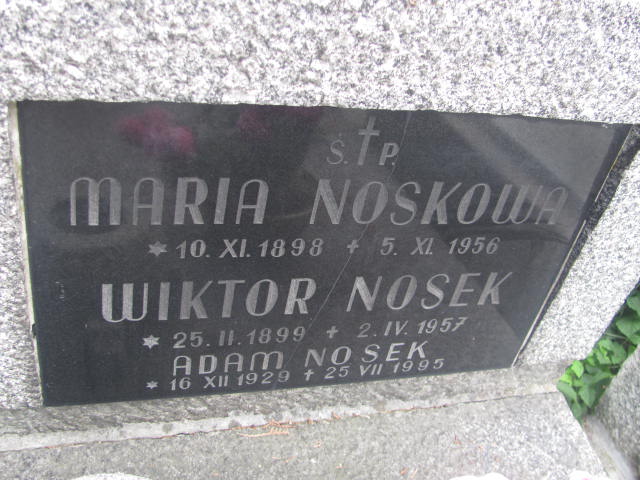 Ś.†P.
MARIA NOSKOWA
* 10. XI. 1898 + 5. XI. 1956
WIKTOR NOSEK
* 25. II. 1899 + 2. IV. 1957
ADAM NOSEK
* 16 XII 1929 + 25 VII 1995